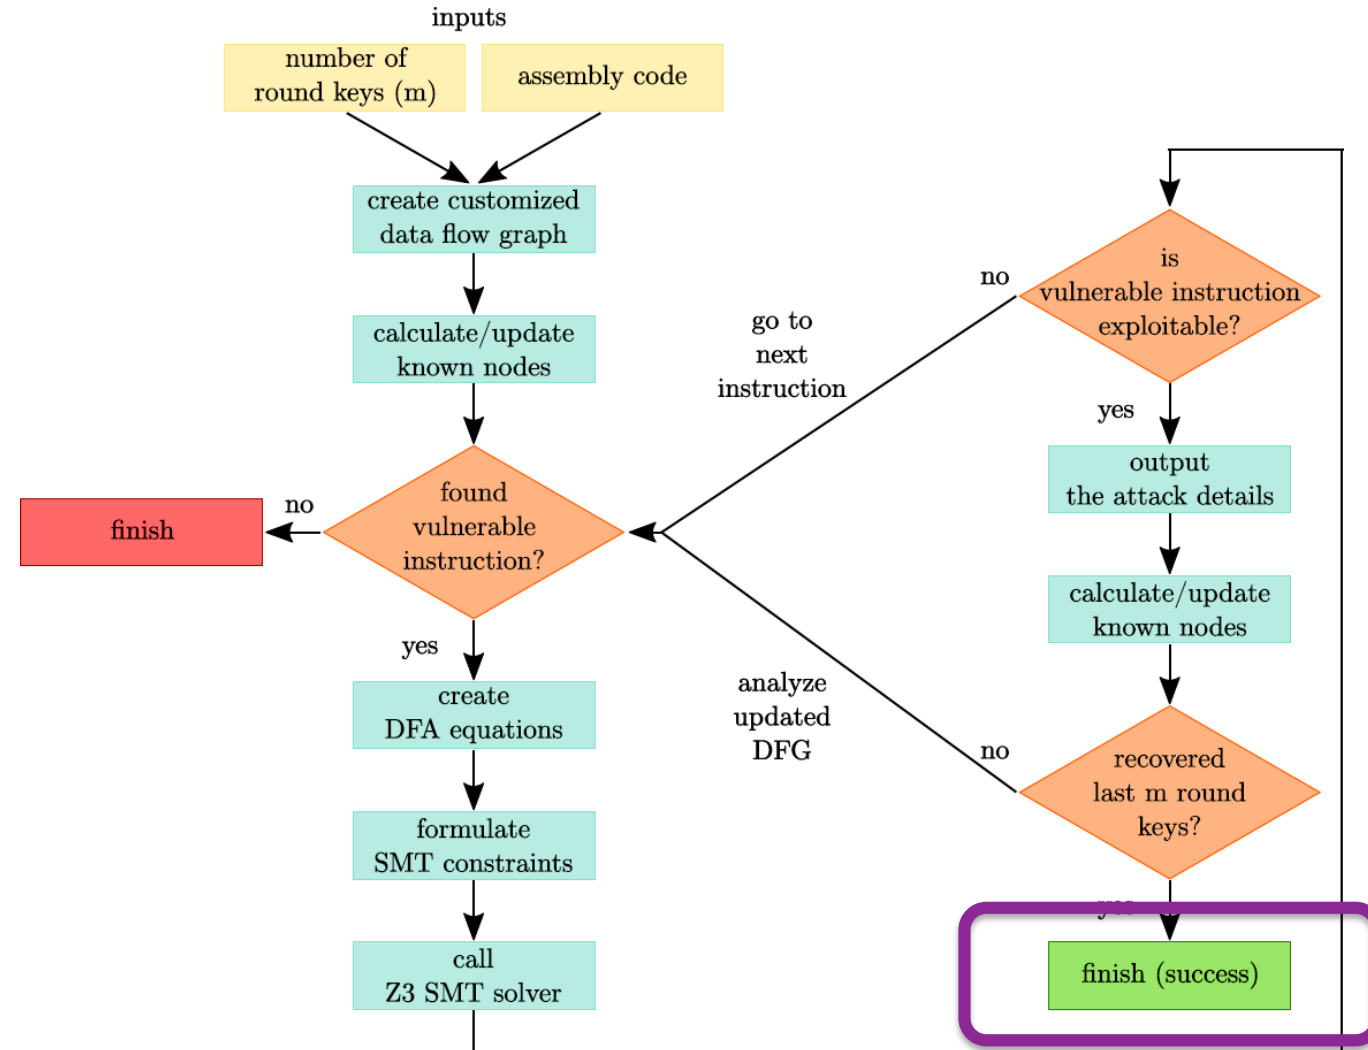 inputs
number of
round keys (m)
assembly code
create customized
data flow graph
calculate/update
known nodes
found
vulnerable
instruction?
no
finish
yes
create
DFA equations
formulate
SMT constraints
call
Z3 SMT solver
go to
next
instruction
analyze
updated
DFG
is
vulnerable instruction
exploitable?
no
yes
output
the attack details
calculate/update
known nodes
recovered
last m round
keys?
no
yes
finish (success)